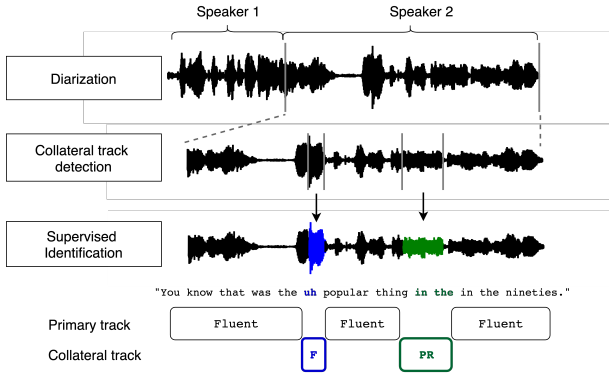 Speaker 1 Speaker 2
Diarization
Collateral track
detection
Supervised
Identification
"You know that was the uh popular thing in the in the nineties."
Primary track Fluent Fluent Fluent
Collateral track F PR